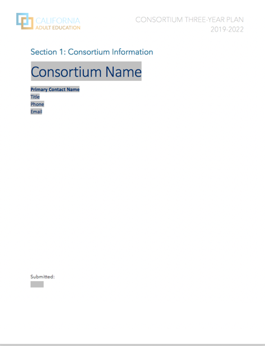 CALIFORNIA
ADULT EDUCATION
CONSORTIUM THREE-YEAR PLAN
2019-2022
Section 1: Consortium Information
Consortium Name
Primary Contact Name
Title
Phone
Email
Submitted: